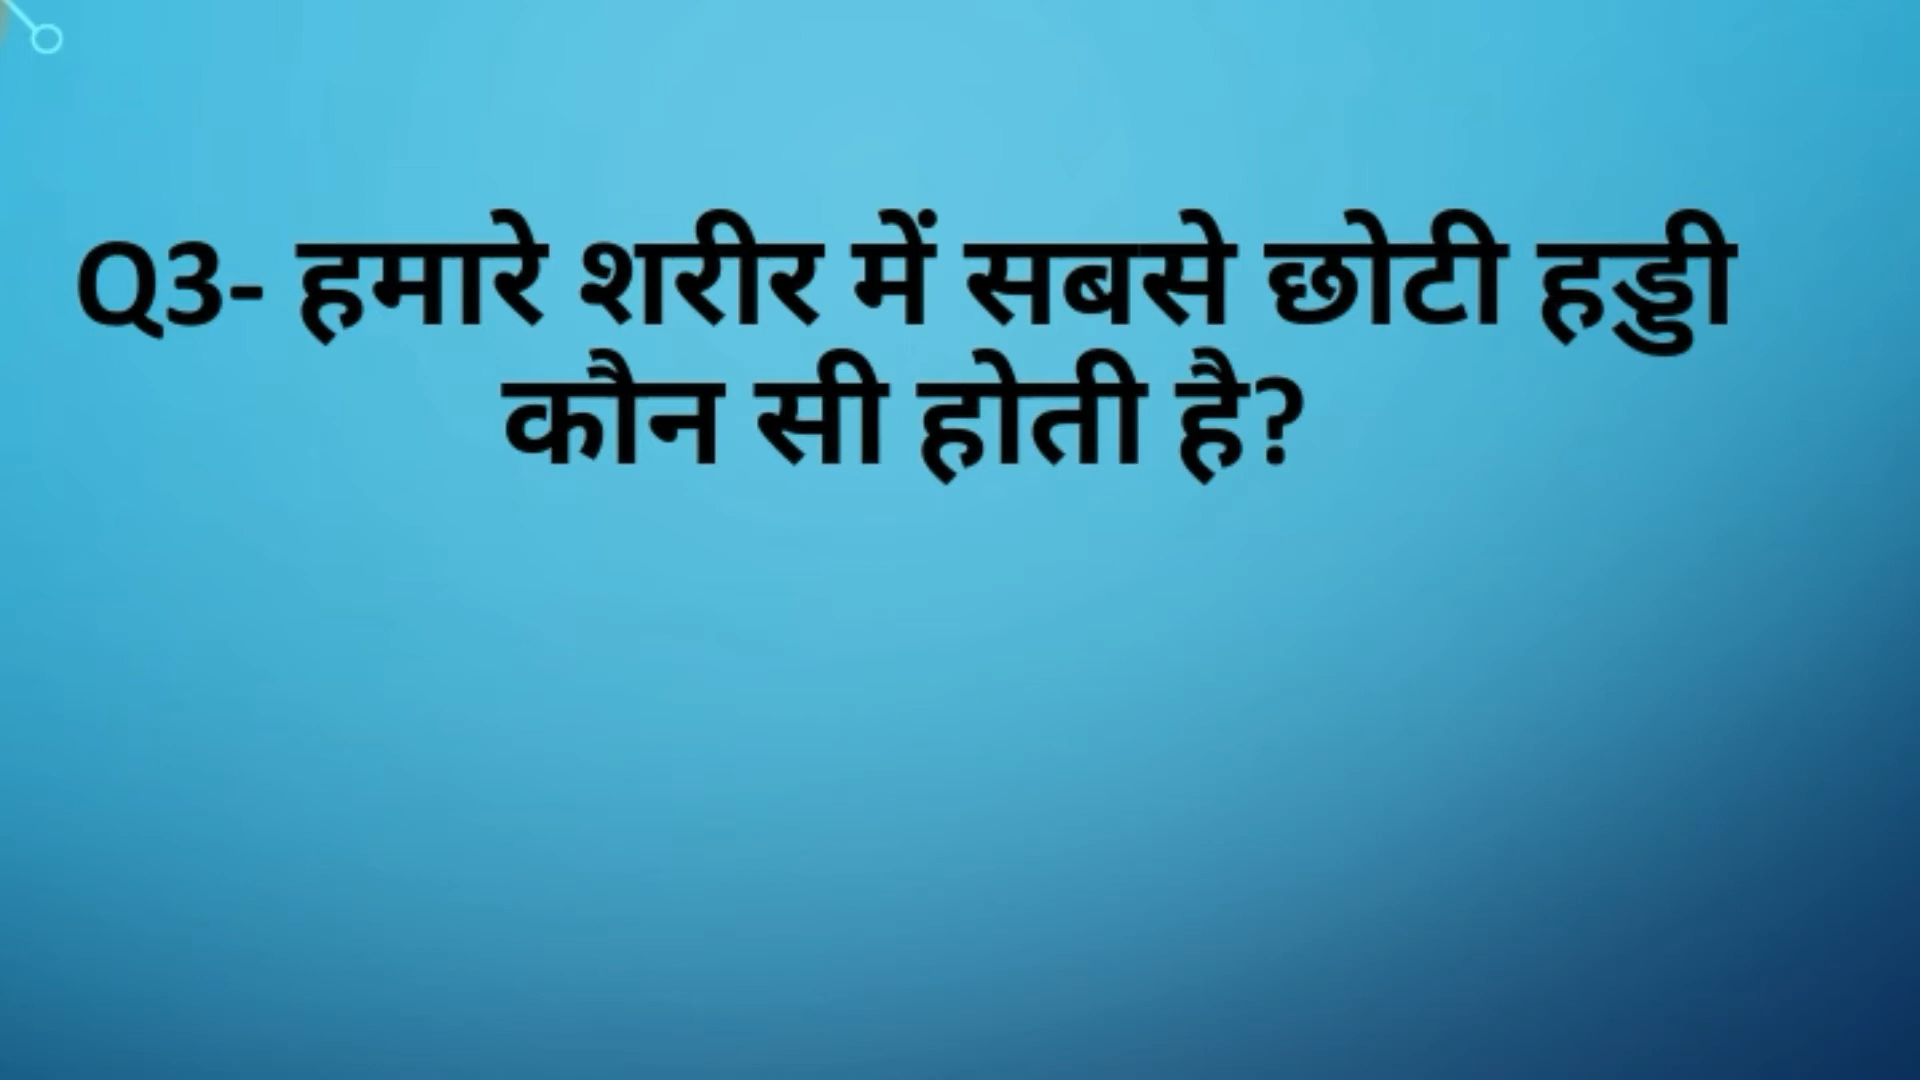 Q3- हमारे शरीर में सबसे छोटी हड्डी
कौन सी होती है?